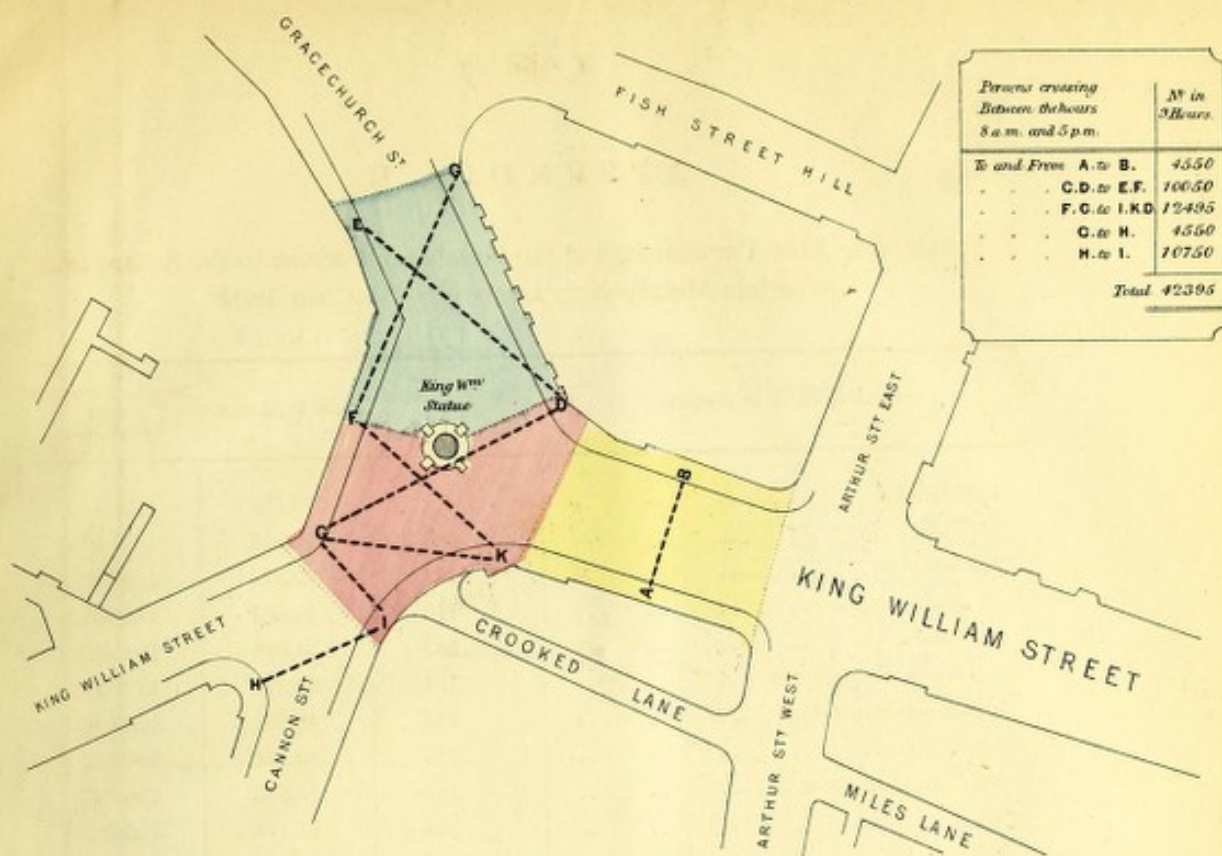 GRACECHURCH ST
FISH STREET HILL
Persons crossing
Between the hours
8 a.m. and 5 p.m.
No in
9 Hours.
To and From A. to B. 4550
. . . C.D. to E.F. 10050
. . . F.G. to I.K.D 12495
. . . G. to H. 4550
. . . H. to I. 10750
Total 42395
G
E
King Wm
Statue
F
D
B
ARTHUR STT EAST
G
K
A
KING WILLIAM STREET
I
CROOKED LANE
KING WILLIAM STREET
H
CANNON STT
ARTHUR STT WEST
MILES LANE